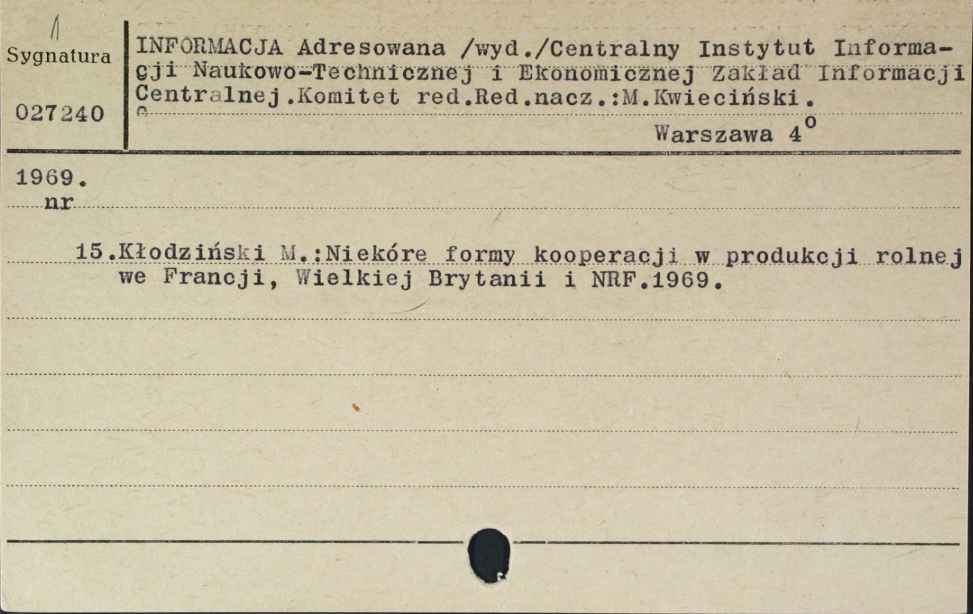 1
Sygnatura
027240
INFORMACJA Adresowana /wyd./Centralny Instytut Informa-
cji Naukowo-Technicznej i Ekonomicznej Zakład Informacji
Centralnej.Komitet red.Red.nacz.:M.Kwieciński.
Warszawa 4°
1969.
nr
15.Kłodziński M.:Niekóre formy kooperacji w produkcji rolnej
we Francji, Wielkiej Brytanii i NRF.1969.